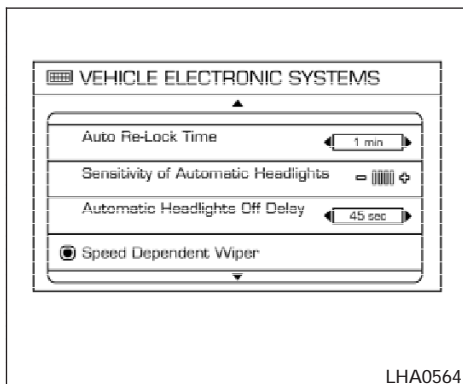 VEHICLE ELECTRONIC SYSTEMS
Auto Re-Lock Time 1 min
Sensitivity of Automatic Headlights
Automatic Headlights Off Delay 45 sec
Speed Dependent Wiper
LHA0564